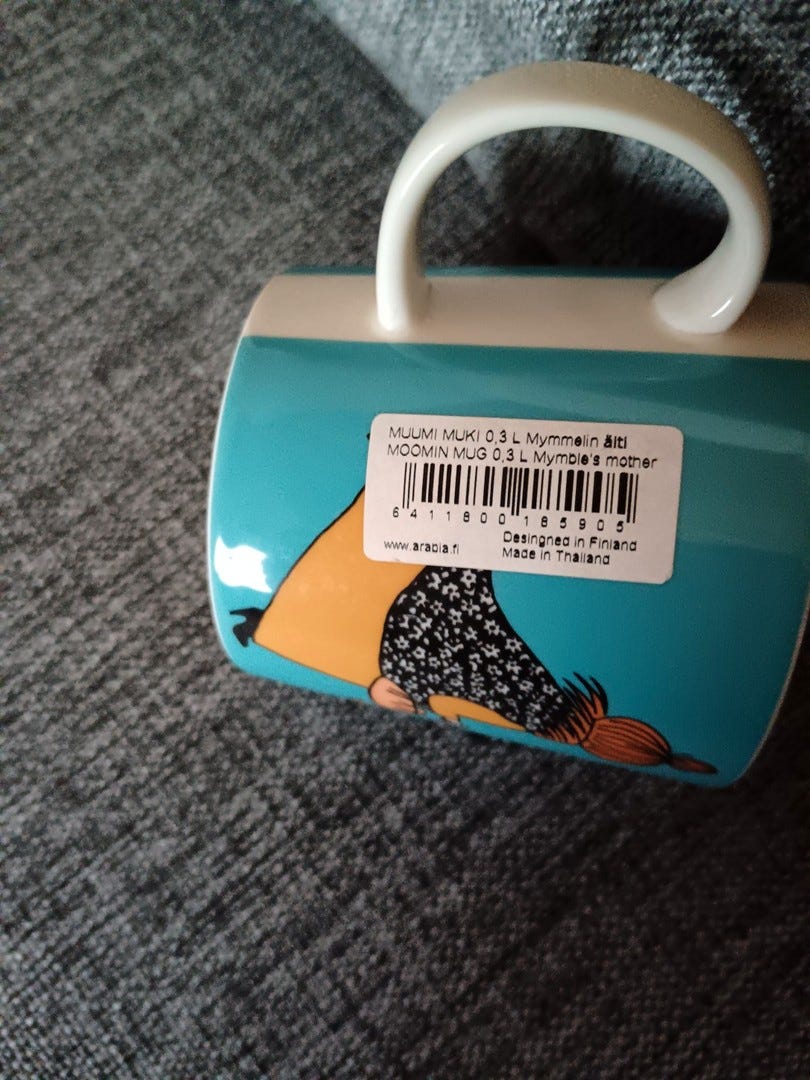 MUUMI MUKI 0,3 L Mymmelin äiti
MOOMIN MUG 0,3 L Mymble's mother
6 411800 185905
www.arabia.fi
Desingned in Finland
Made in Thailand